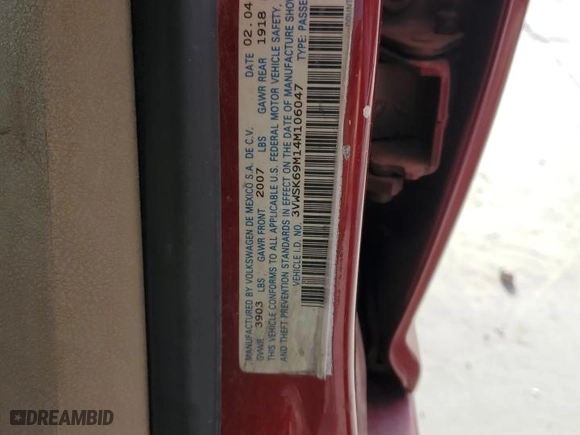 MANUFACTURED BY VOLKSWAGEN DE MEXICO S.A. DE C.V. DATE 02.04
GVWR 3903 LBS GAWR FRONT 2007 LBS GAWR REAR 1918
THIS VEHICLE CONFORMS TO ALL APPLICABLE U.S. FEDERAL MOTOR VEHICLE SAFETY,
AND THEFT PREVENTION STANDARDS IN EFFECT ON THE DATE OF MANUFACTURE SHOW
VEHICLE I.D. NO. 3VWSK69M14M106047 TYPE: PASSE
DREAMBID